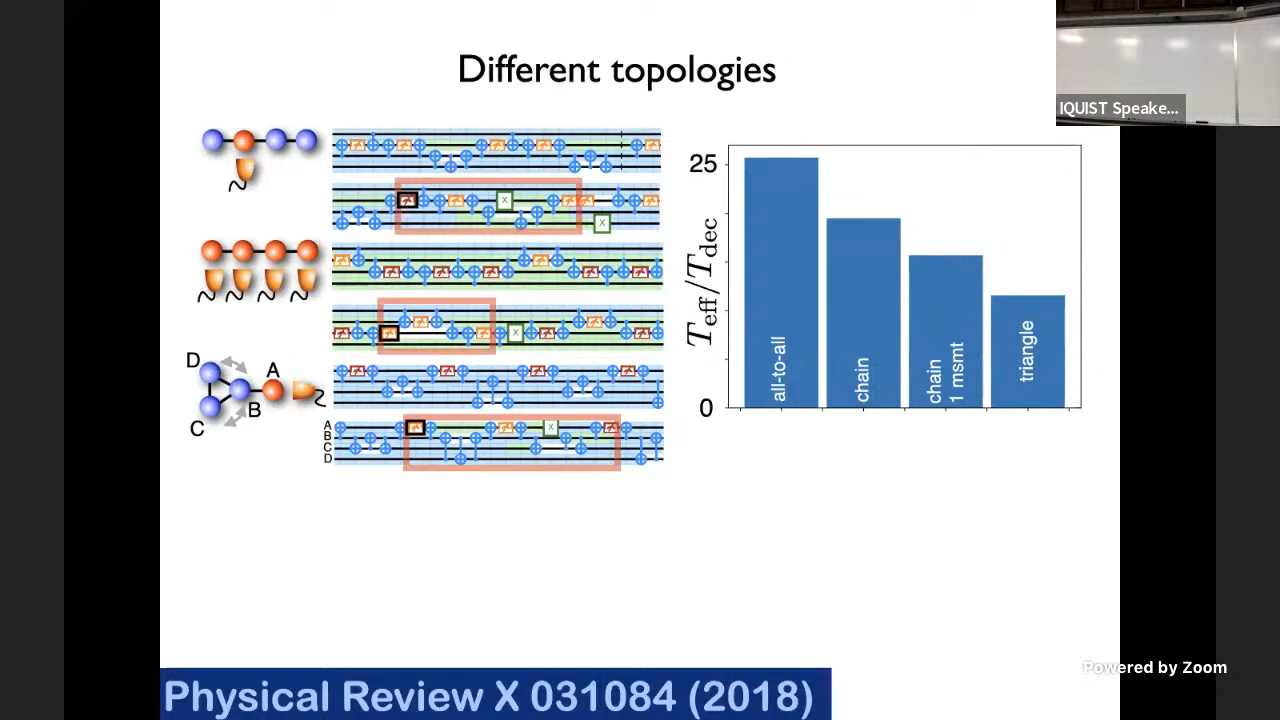 Different topologies
IQUIST Speake...
X
X
X
D
A
B
C
X
A
B
C
D
25
T_eff/T_dec
0
all-to-all
chain
chain
1 msmt
triangle
Powered by Zoom
Physical Review X 031084 (2018)